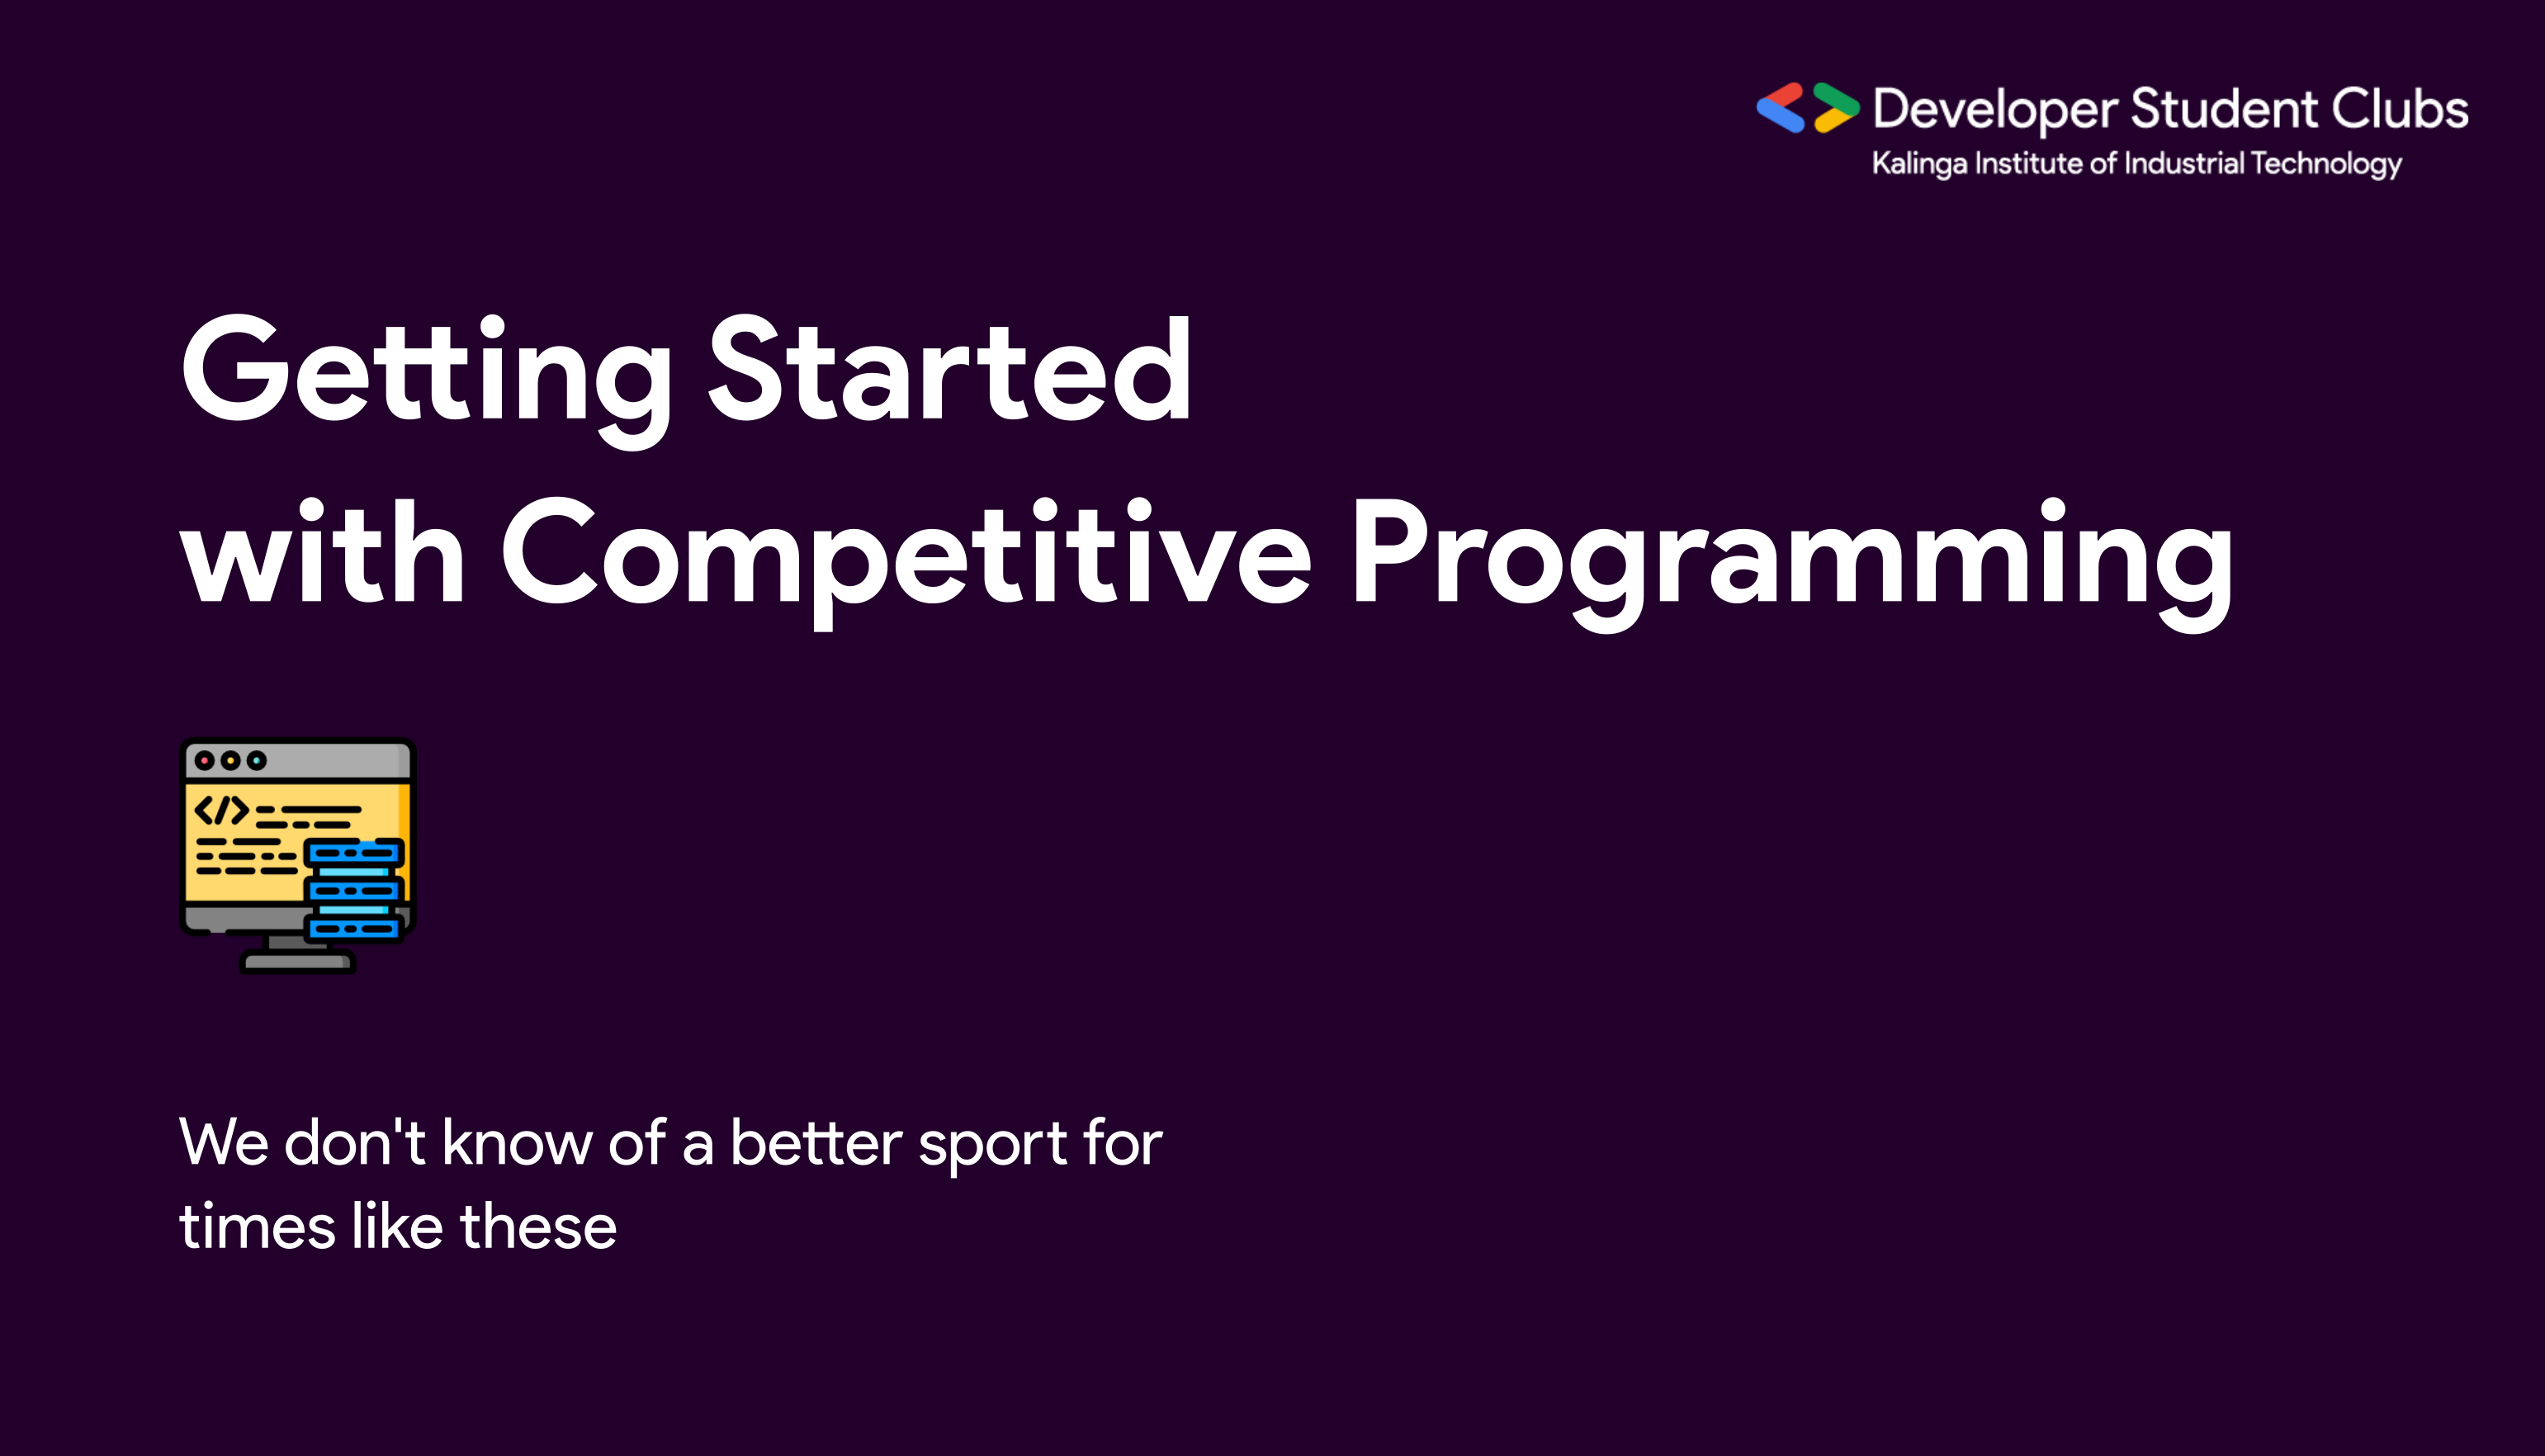 Developer Student Clubs
Kalinga Institute of Industrial Technology
Getting Started
with Competitive Programming
We don't know of a better sport for
times like these